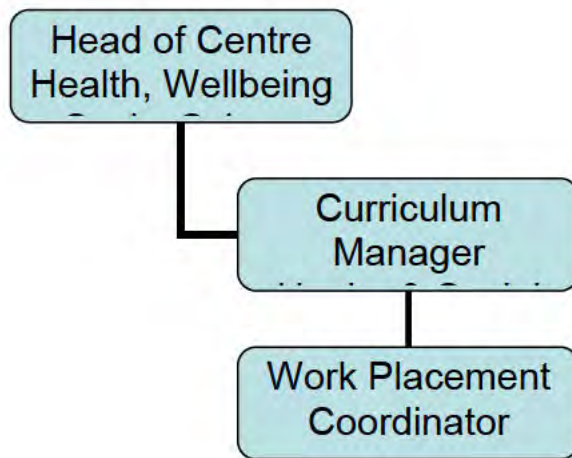 Head of Centre
Health, Wellbeing
Curriculum
Manager
Work Placement
Coordinator